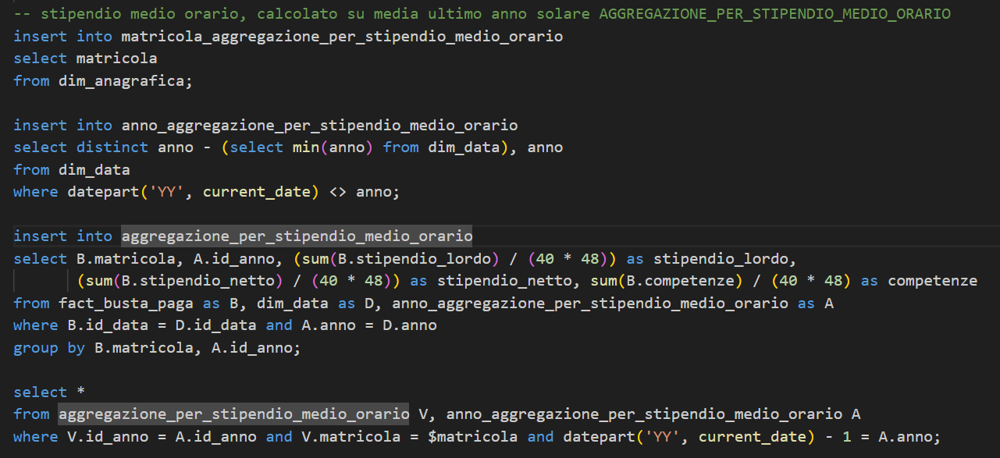 -- stipendio medio orario, calcolato su media ultimo anno solare AGGREGAZIONE_PER_STIPENDIO_MEDIO_ORARIO
insert into matricola_aggregazione_per_stipendio_medio_orario
select matricola
from dim_anagrafica;
insert into anno_aggregazione_per_stipendio_medio_orario
select distinct anno - (select min(anno) from dim_data), anno
from dim_data
where datepart('YY', current_date) <> anno;
insert into aggregazione_per_stipendio_medio_orario
select B.matricola, A.id_anno, (sum(B.stipendio_lordo) / (40 * 48)) as stipendio_lordo,
(sum(B.stipendio_netto) / (40 * 48)) as stipendio_netto, sum(B.competenze) / (40 * 48) as competenze
from fact_busta_paga as B, dim_data as D, anno_aggregazione_per_stipendio_medio_orario as A
where B.id_data = D.id_data and A.anno = D.anno
group by B.matricola, A.id_anno;
select *
from aggregazione_per_stipendio_medio_orario V, anno_aggregazione_per_stipendio_medio_orario A
where V.id_anno = A.id_anno and V.matricola = $matricola and datepart('YY', current_date) - 1 = A.anno;